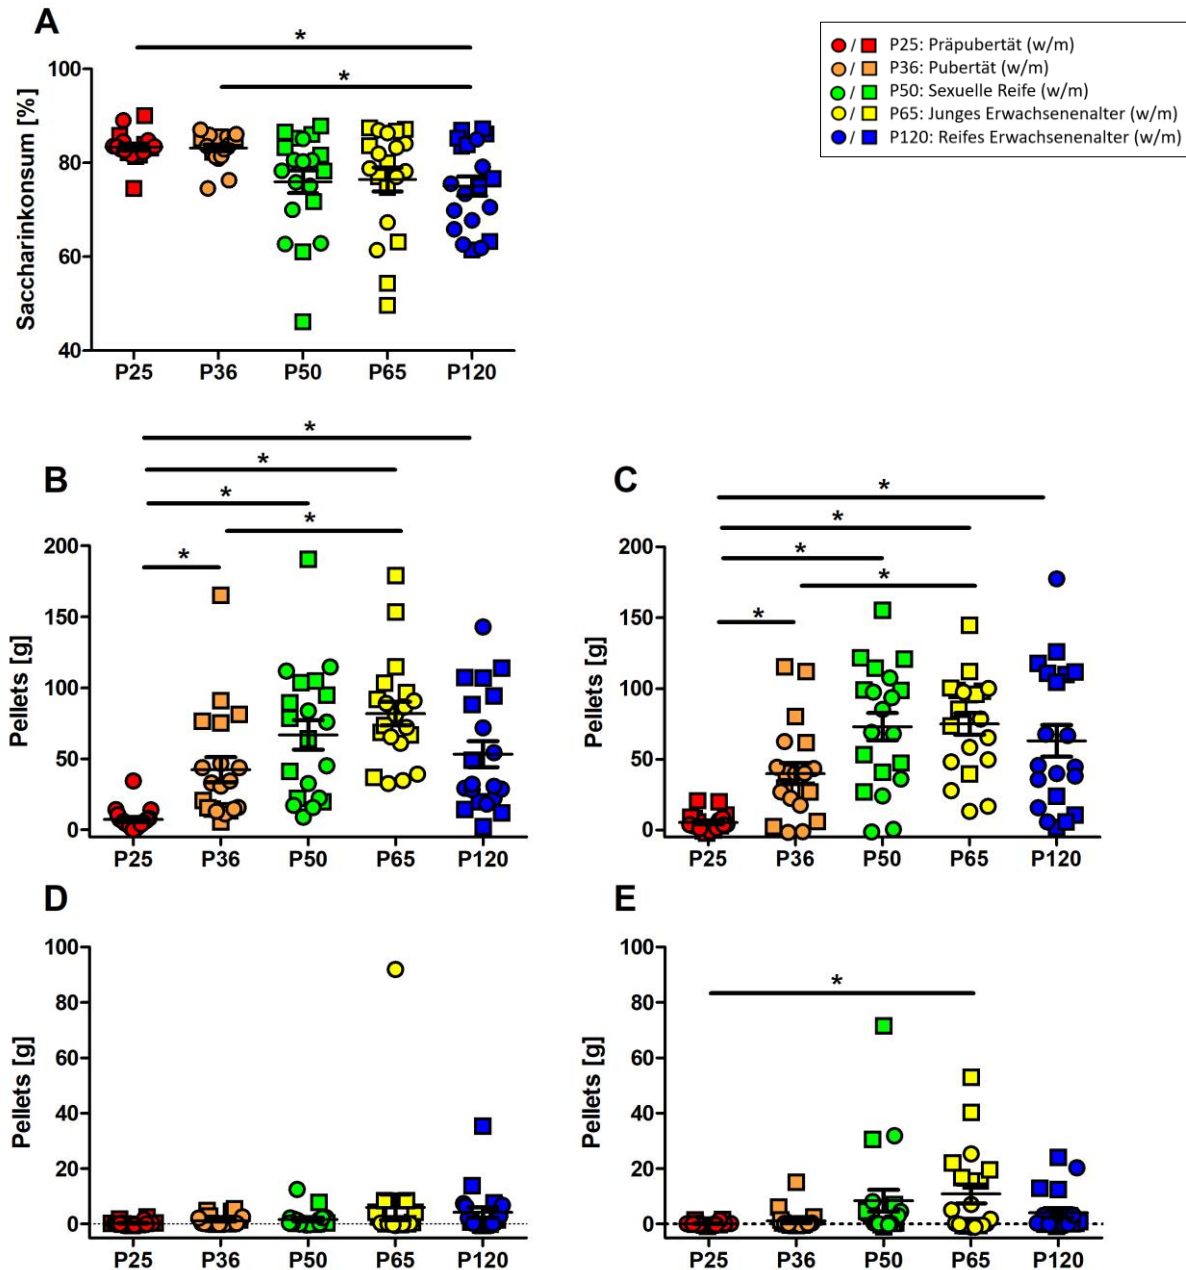 A
*
*
Saccharinkonsum [%]
100
80
60
40
P25 P36 P50 P65 P120
/ P25: Präpubertät (w/m)
/ P36: Pubertät (w/m)
/ P50: Sexuelle Reife (w/m)
/ P65: Junges Erwachsenenalter (w/m)
/ P120: Reifes Erwachsenenalter (w/m)
B
*
*
*
*
*
Pellets [g]
200
150
100
50
0
P25 P36 P50 P65 P120
C
*
*
*
*
*
Pellets [g]
200
150
100
50
0
P25 P36 P50 P65 P120
D
Pellets [g]
100
80
60
40
20
0
P25 P36 P50 P65 P120
E
*
Pellets [g]
100
80
60
40
20
0
P25 P36 P50 P65 P120